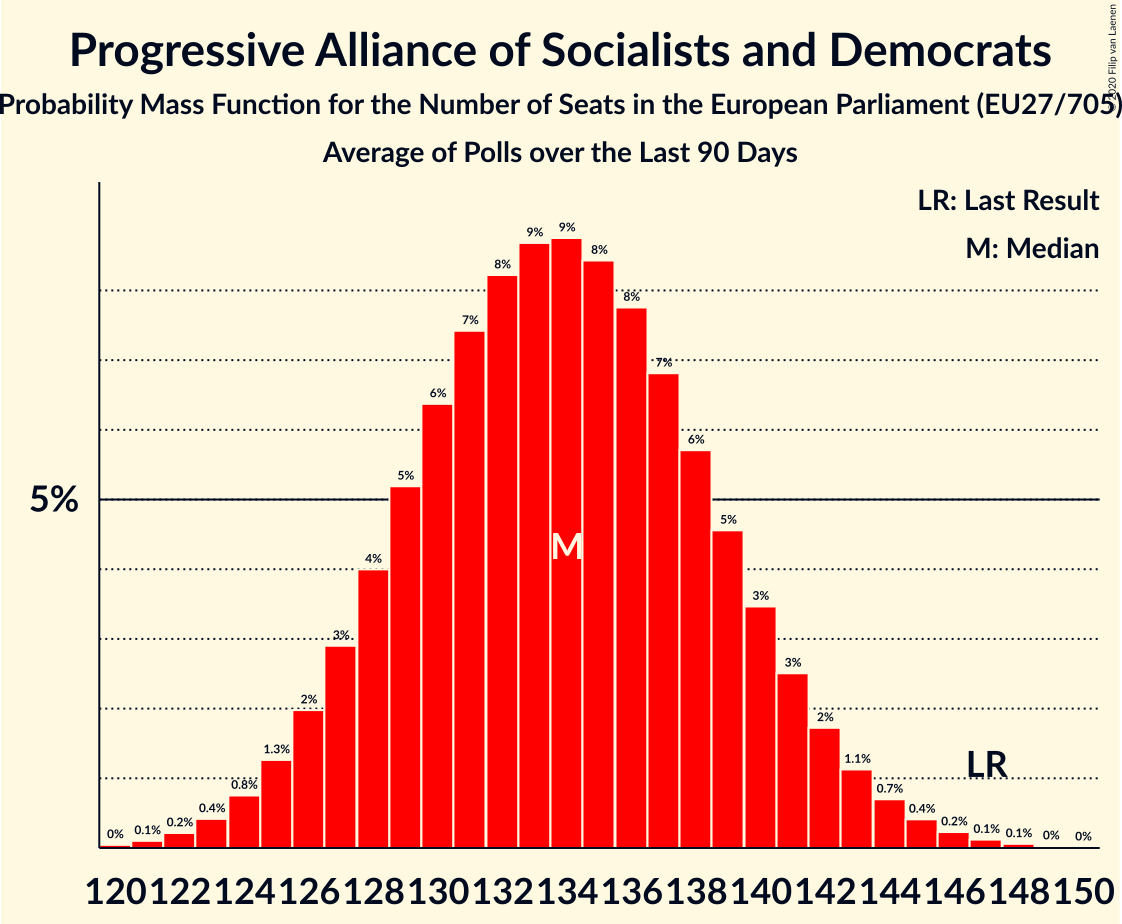 Progressive Alliance of Socialists and Democrats
Probability Mass Function for the Number of Seats in the European Parliament (EU27/705)
Average of Polls over the Last 90 Days
© 2020 Filip van Laenen
LR: Last Result
M: Median
5%
0% 0.1% 0.2% 0.4% 0.8% 1.3% 2% 3% 4% 5% 6% 7% 8% 9% 9% 8% 8% 7% 6% 5% 3% 3% 2% 1.1% 0.7% 0.4% 0.2% 0.1% 0.1% 0% 0%
M
LR
120 122 124 126 128 130 132 134 136 138 140 142 144 146 148 150